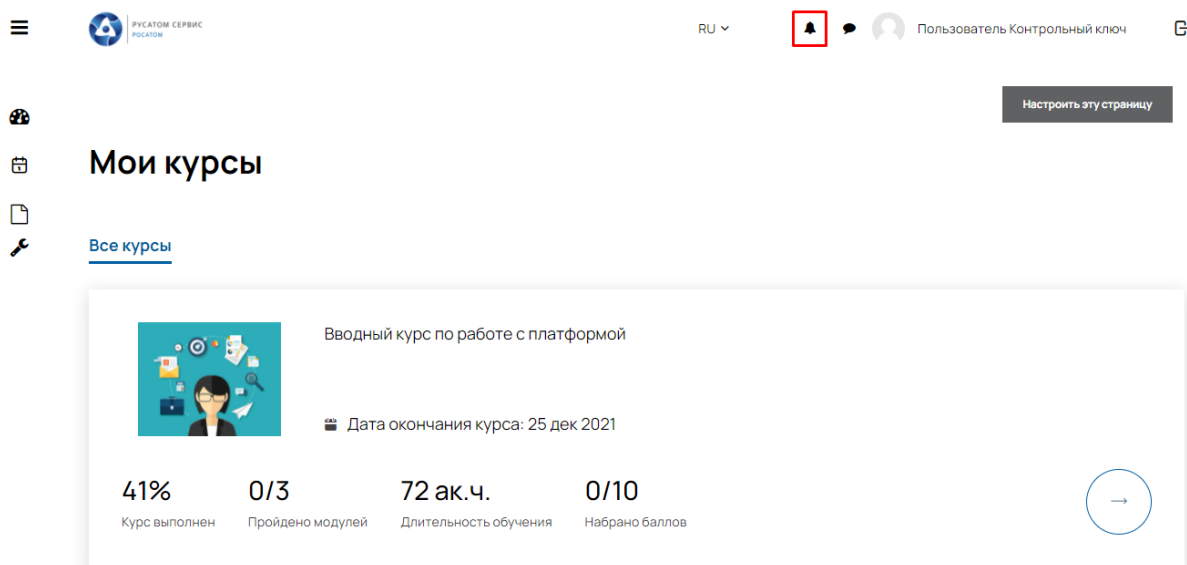 РУСАТОМ СЕРВИС
РОСАТОМ
RU
Пользователь Контрольный ключ
Настроить эту страницу
Мои курсы
Все курсы
Вводный курс по работе с платформой
Дата окончания курса: 25 дек 2021
41% 0/3 72 ак.ч. 0/10
Курс выполнен Пройдено модулей Длительность обучения Набрано баллов